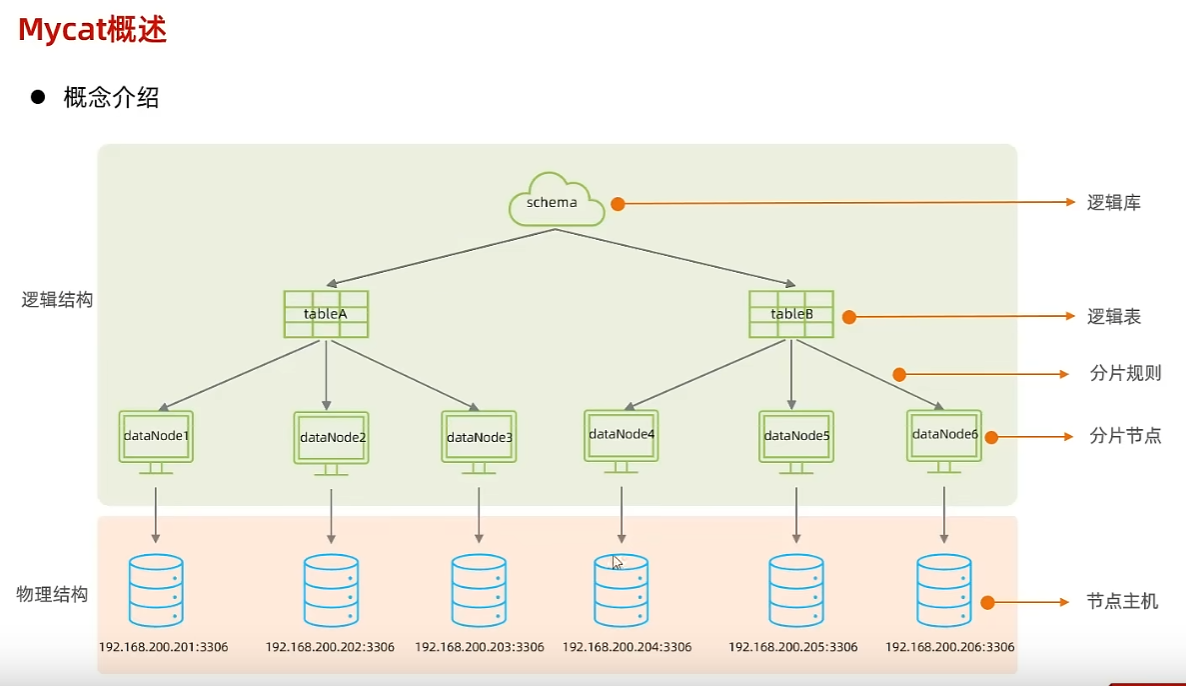 Mycat概述
● 概念介绍
schema
逻辑库
逻辑结构
tableA
tableB
逻辑表
分片规则
dataNode1
dataNode2
dataNode3
dataNode4
dataNode5
dataNode6
分片节点
物理结构
节点主机
192.168.200.201:3306
192.168.200.202:3306
192.168.200.203:3306
192.168.200.204:3306
192.168.200.205:3306
192.168.200.206:3306